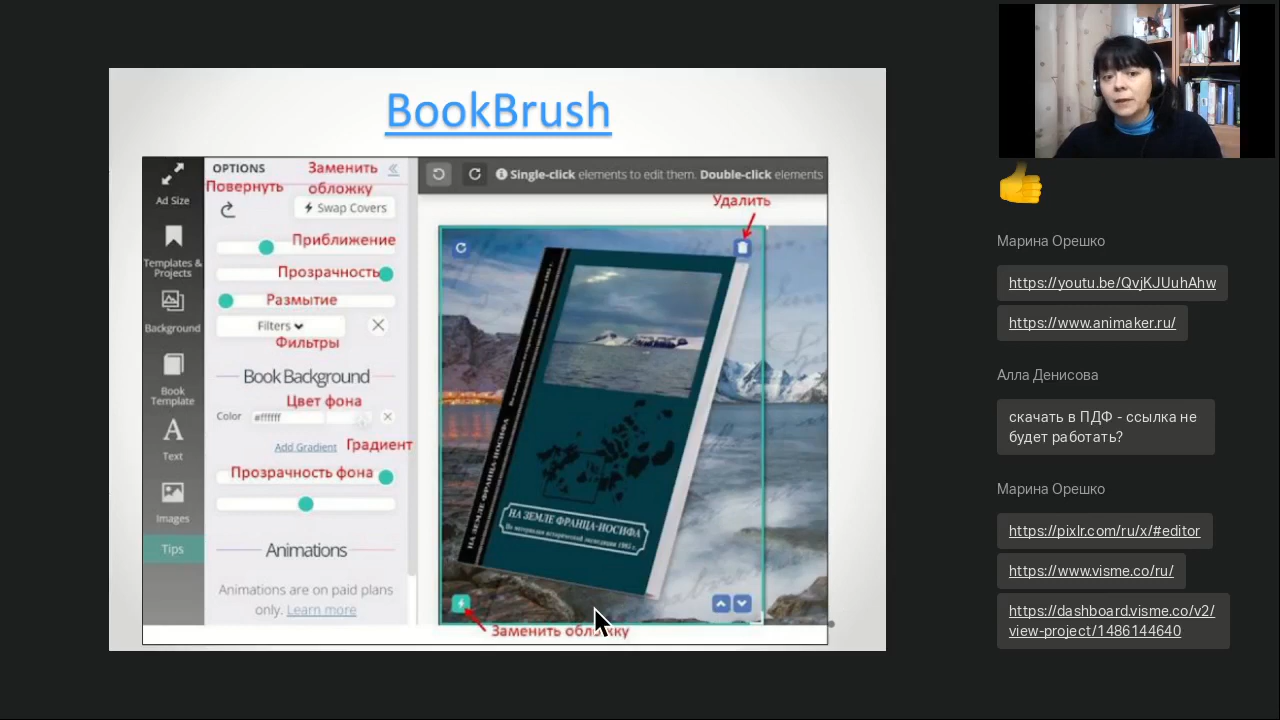 BookBrush
Ad Size
Templates &
Projects
Background
Book
Template
Text
Images
Tips
OPTIONS
Заменить
обложку
Повернуть
Swap Covers
Приближение
Прозрачность
Размытие
Filters
Фильтры
Book Background
Цвет фона
Color
#ffffff
Add Gradient
Градиент
Прозрачность фона
Animations
Animations are on paid plans
only. Learn more
Single-click elements to edit them. Double-click elements
Удалить
НА ЗЕМЛЕ ФРАНЦА-ИОСИФА
НА ЗЕМЛЕ ФРАНЦА-ИОСИФА
Заменить обложку
Марина Орешко
https://youtu.be/QvjKJUuhAhw
https://www.animaker.ru/
Алла Денисова
скачать в ПДФ - ссылка не
будет работать?
Марина Орешко
https://pixlr.com/ru/x/#editor
https://www.visme.co/ru/
https://dashboard.visme.co/v2/
view-project/1486144640